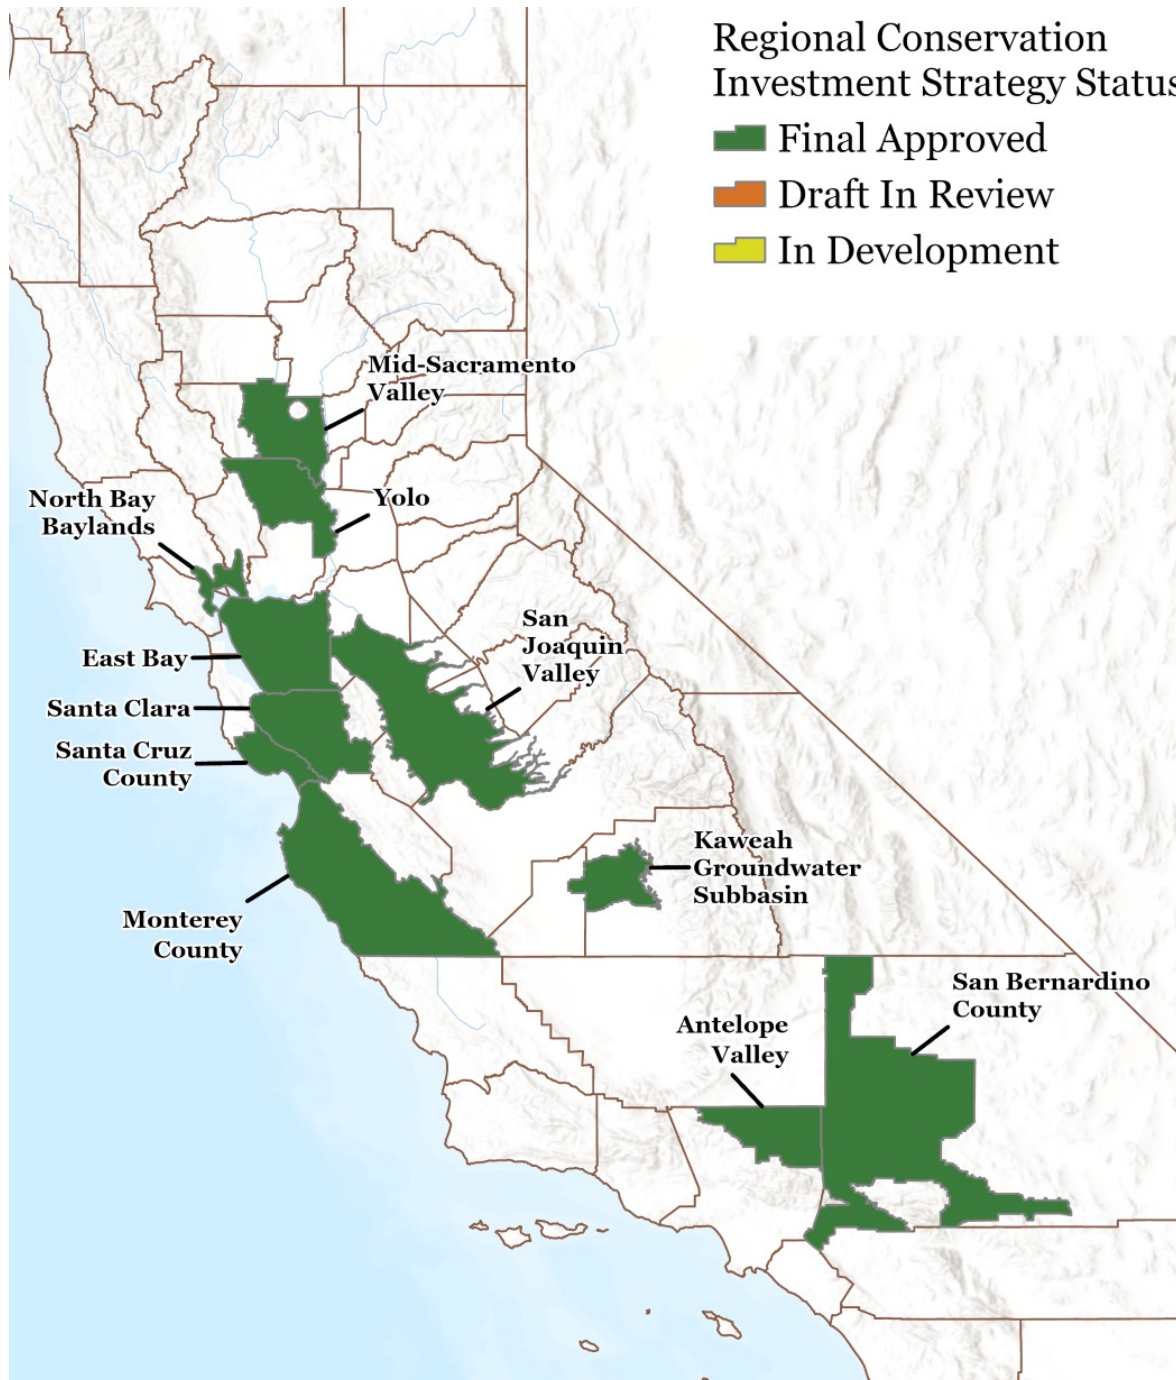 Regional Conservation
Investment Strategy Status
Final Approved
Draft In Review
In Development
Mid-Sacramento
Valley
North Bay
Baylands
Yolo
San
Joaquin
Valley
East Bay
Santa Clara
Santa Cruz
County
Kaweah
Groundwater
Subbasin
Monterey
County
San Bernardino
County
Antelope
Valley